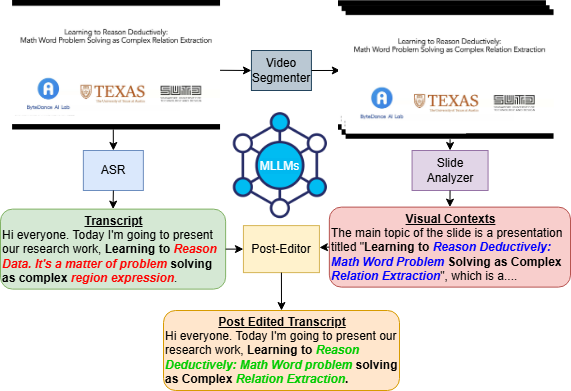 Learning to Reason Deductively:
Math Word Problem Solving as Complex Relation Extraction
ByteDance AI Lab
TEXAS
The University of Texas at Austin
SUTD
Video
Segmenter
Learning to Reason Deductively:
Math Word Problem Solving as Complex Relation Extraction
ByteDance AI Lab
TEXAS
SUTD
ASR
MLLMs
Slide
Analyzer
Transcript
Hi everyone. Today I'm going to present
our research work, Learning to Reason
Data. It's a matter of problem solving
as complex region expression.
Post-Editor
Visual Contexts
The main topic of the slide is a presentation
titled "Learning to Reason Deductively:
Math Word Problem Solving as Complex
Relation Extraction", which is a....
Post Edited Transcript
Hi everyone. Today I'm going to present our
research work, Learning to Reason
Deductively: Math Word problem solving
as Complex Relation Extraction.